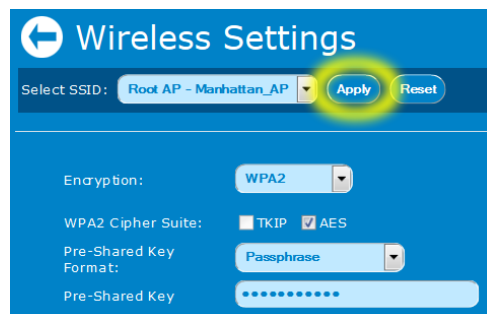 Wireless Settings
Select SSID: Root AP - Manhattan_AP Apply Reset
Encryption: WPA2
WPA2 Cipher Suite: TKIP AES
Pre-Shared Key Format: Passphrase
Pre-Shared Key •••••••••••